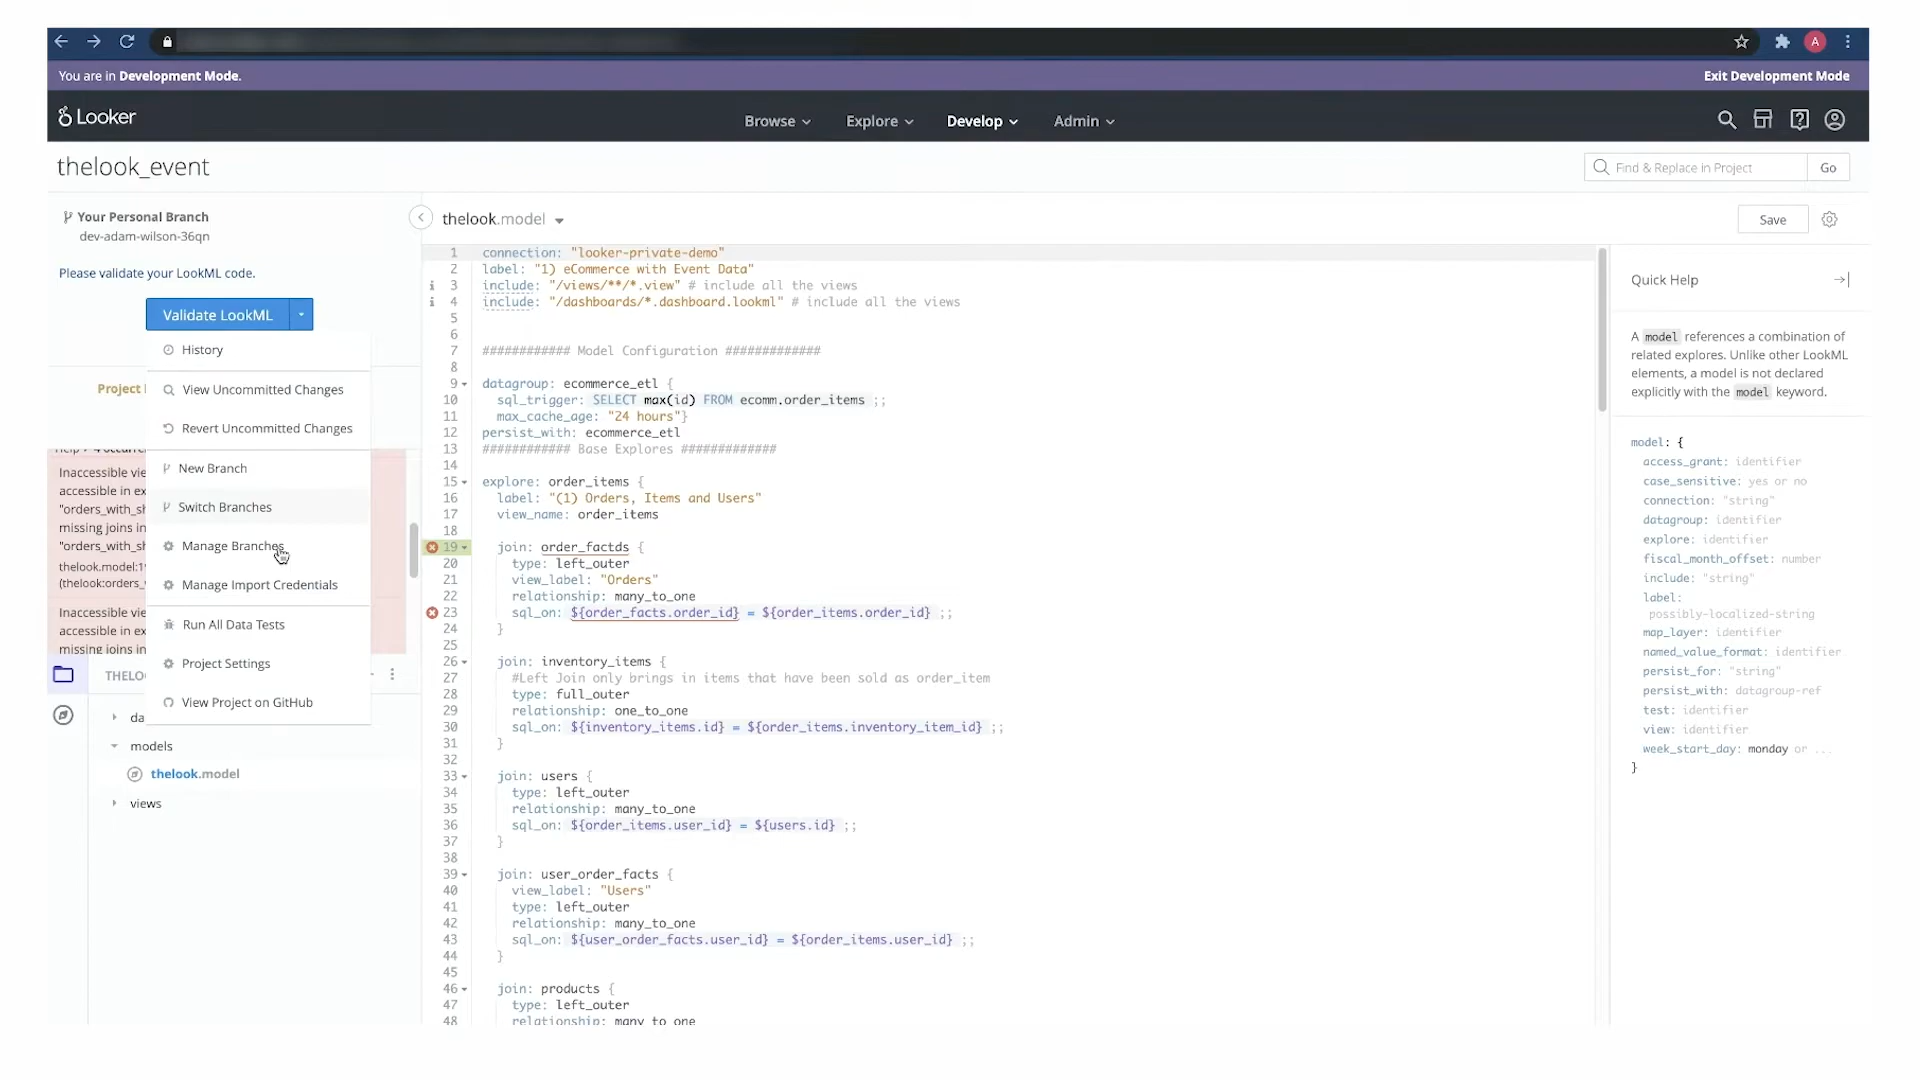 A
You are in Development Mode.
Exit Development Mode
Looker
Browse
Explore
Develop
Admin
thelook_event
Find & Replace in Project
Go
Your Personal Branch
dev-adam-wilson-36qn
Please validate your LookML code.
Validate LookML
History
Project
View Uncommitted Changes
Revert Uncommitted Changes
New Branch
Switch Branches
Manage Branches
Manage Import Credentials
Run All Data Tests
Project Settings
View Project on GitHub
Inaccessible vie
accessible in ex
"orders_with_sh
missing joins in
"orders_with_sh
thelook.model:1
(thelook:orders_
Inaccessible vie
accessible in ex
missing joins in
THELO
da
models
thelook.model
views
thelook.model
Save
1 connection: "looker-private-demo"
2 label: "1) eCommerce with Event Data"
3 include: "/views/**/*.view" # include all the views
4 include: "/dashboards/*.dashboard.lookml" # include all the views
5
6
7 ############ Model Configuration #############
8
9 datagroup: ecommerce_etl {
10 sql_trigger: SELECT max(id) FROM ecomm.order_items ;;
11 max_cache_age: "24 hours"}
12 persist_with: ecommerce_etl
13 ############ Base Explores #############
14
15 explore: order_items {
16 label: "(1) Orders, Items and Users"
17 view_name: order_items
18
19 join: order_factds {
20 type: left_outer
21 view_label: "Orders"
22 relationship: many_to_one
23 sql_on: ${order_facts.order_id} = ${order_items.order_id} ;;
24 }
25
26 join: inventory_items {
27 #Left Join only brings in items that have been sold as order_item
28 type: full_outer
29 relationship: one_to_one
30 sql_on: ${inventory_items.id} = ${order_items.inventory_item_id} ;;
31 }
32
33 join: users {
34 type: left_outer
35 relationship: many_to_one
36 sql_on: ${order_items.user_id} = ${users.id} ;;
37 }
38
39 join: user_order_facts {
40 view_label: "Users"
41 type: left_outer
42 relationship: many_to_one
43 sql_on: ${user_order_facts.user_id} = ${order_items.user_id} ;;
44 }
45
46 join: products {
47 type: left_outer
48 relationship: many_to_one
Quick Help
A model references a combination of
related explores. Unlike other LookML
elements, a model is not declared
explicitly with the model keyword.
model: {
access_grant: identifier
case_sensitive: yes or no
connection: "string"
datagroup: identifier
explore: identifier
fiscal_month_offset: number
include: "string"
label:
possibly-localized-string
map_layer: identifier
named_value_format: identifier
persist_for: "string"
persist_with: datagroup-ref
test: identifier
view: identifier
week_start_day: monday or ...
}